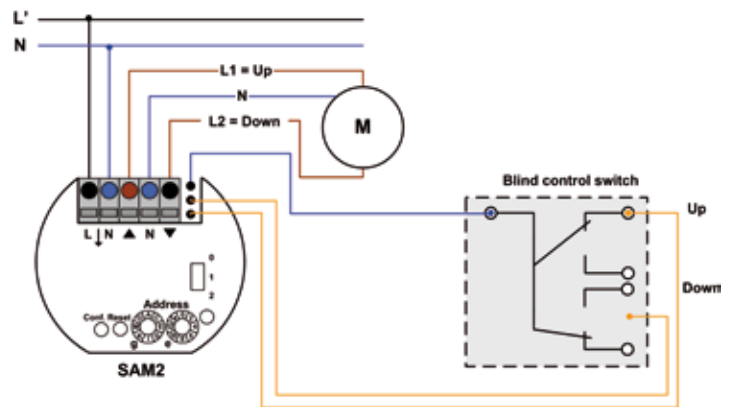 L'
N
L1 = Up
N
L2 = Down
M
Blind control switch
Up
Down
L N ▲ N ▼
0
1
2
Address
Conf. Reset
g e
SAM2